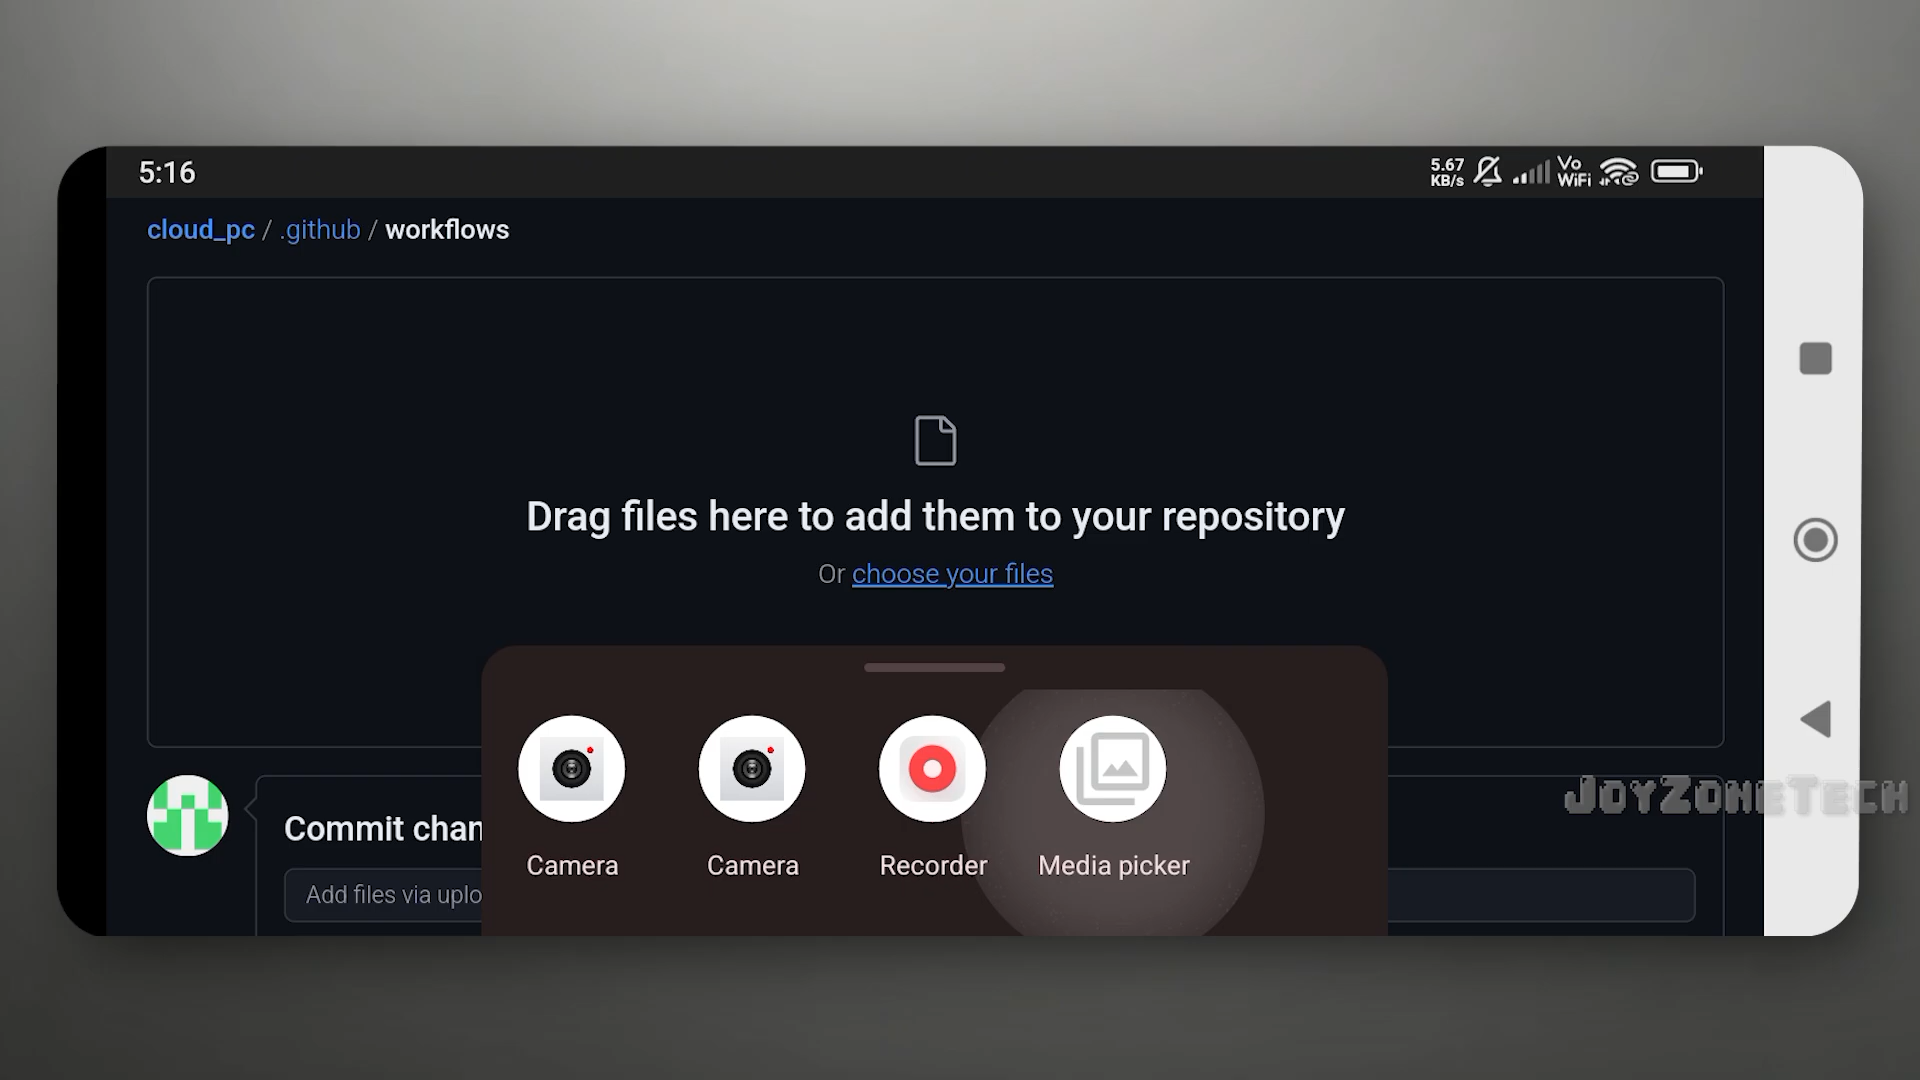 5:16
5.67
KB/s
Vo
WiFi
cloud_pc / .github / workflows
Drag files here to add them to your repository
Or choose your files
Commit chan
Add files via uplo
Camera
Camera
Recorder
Media picker
JoyZoneTech